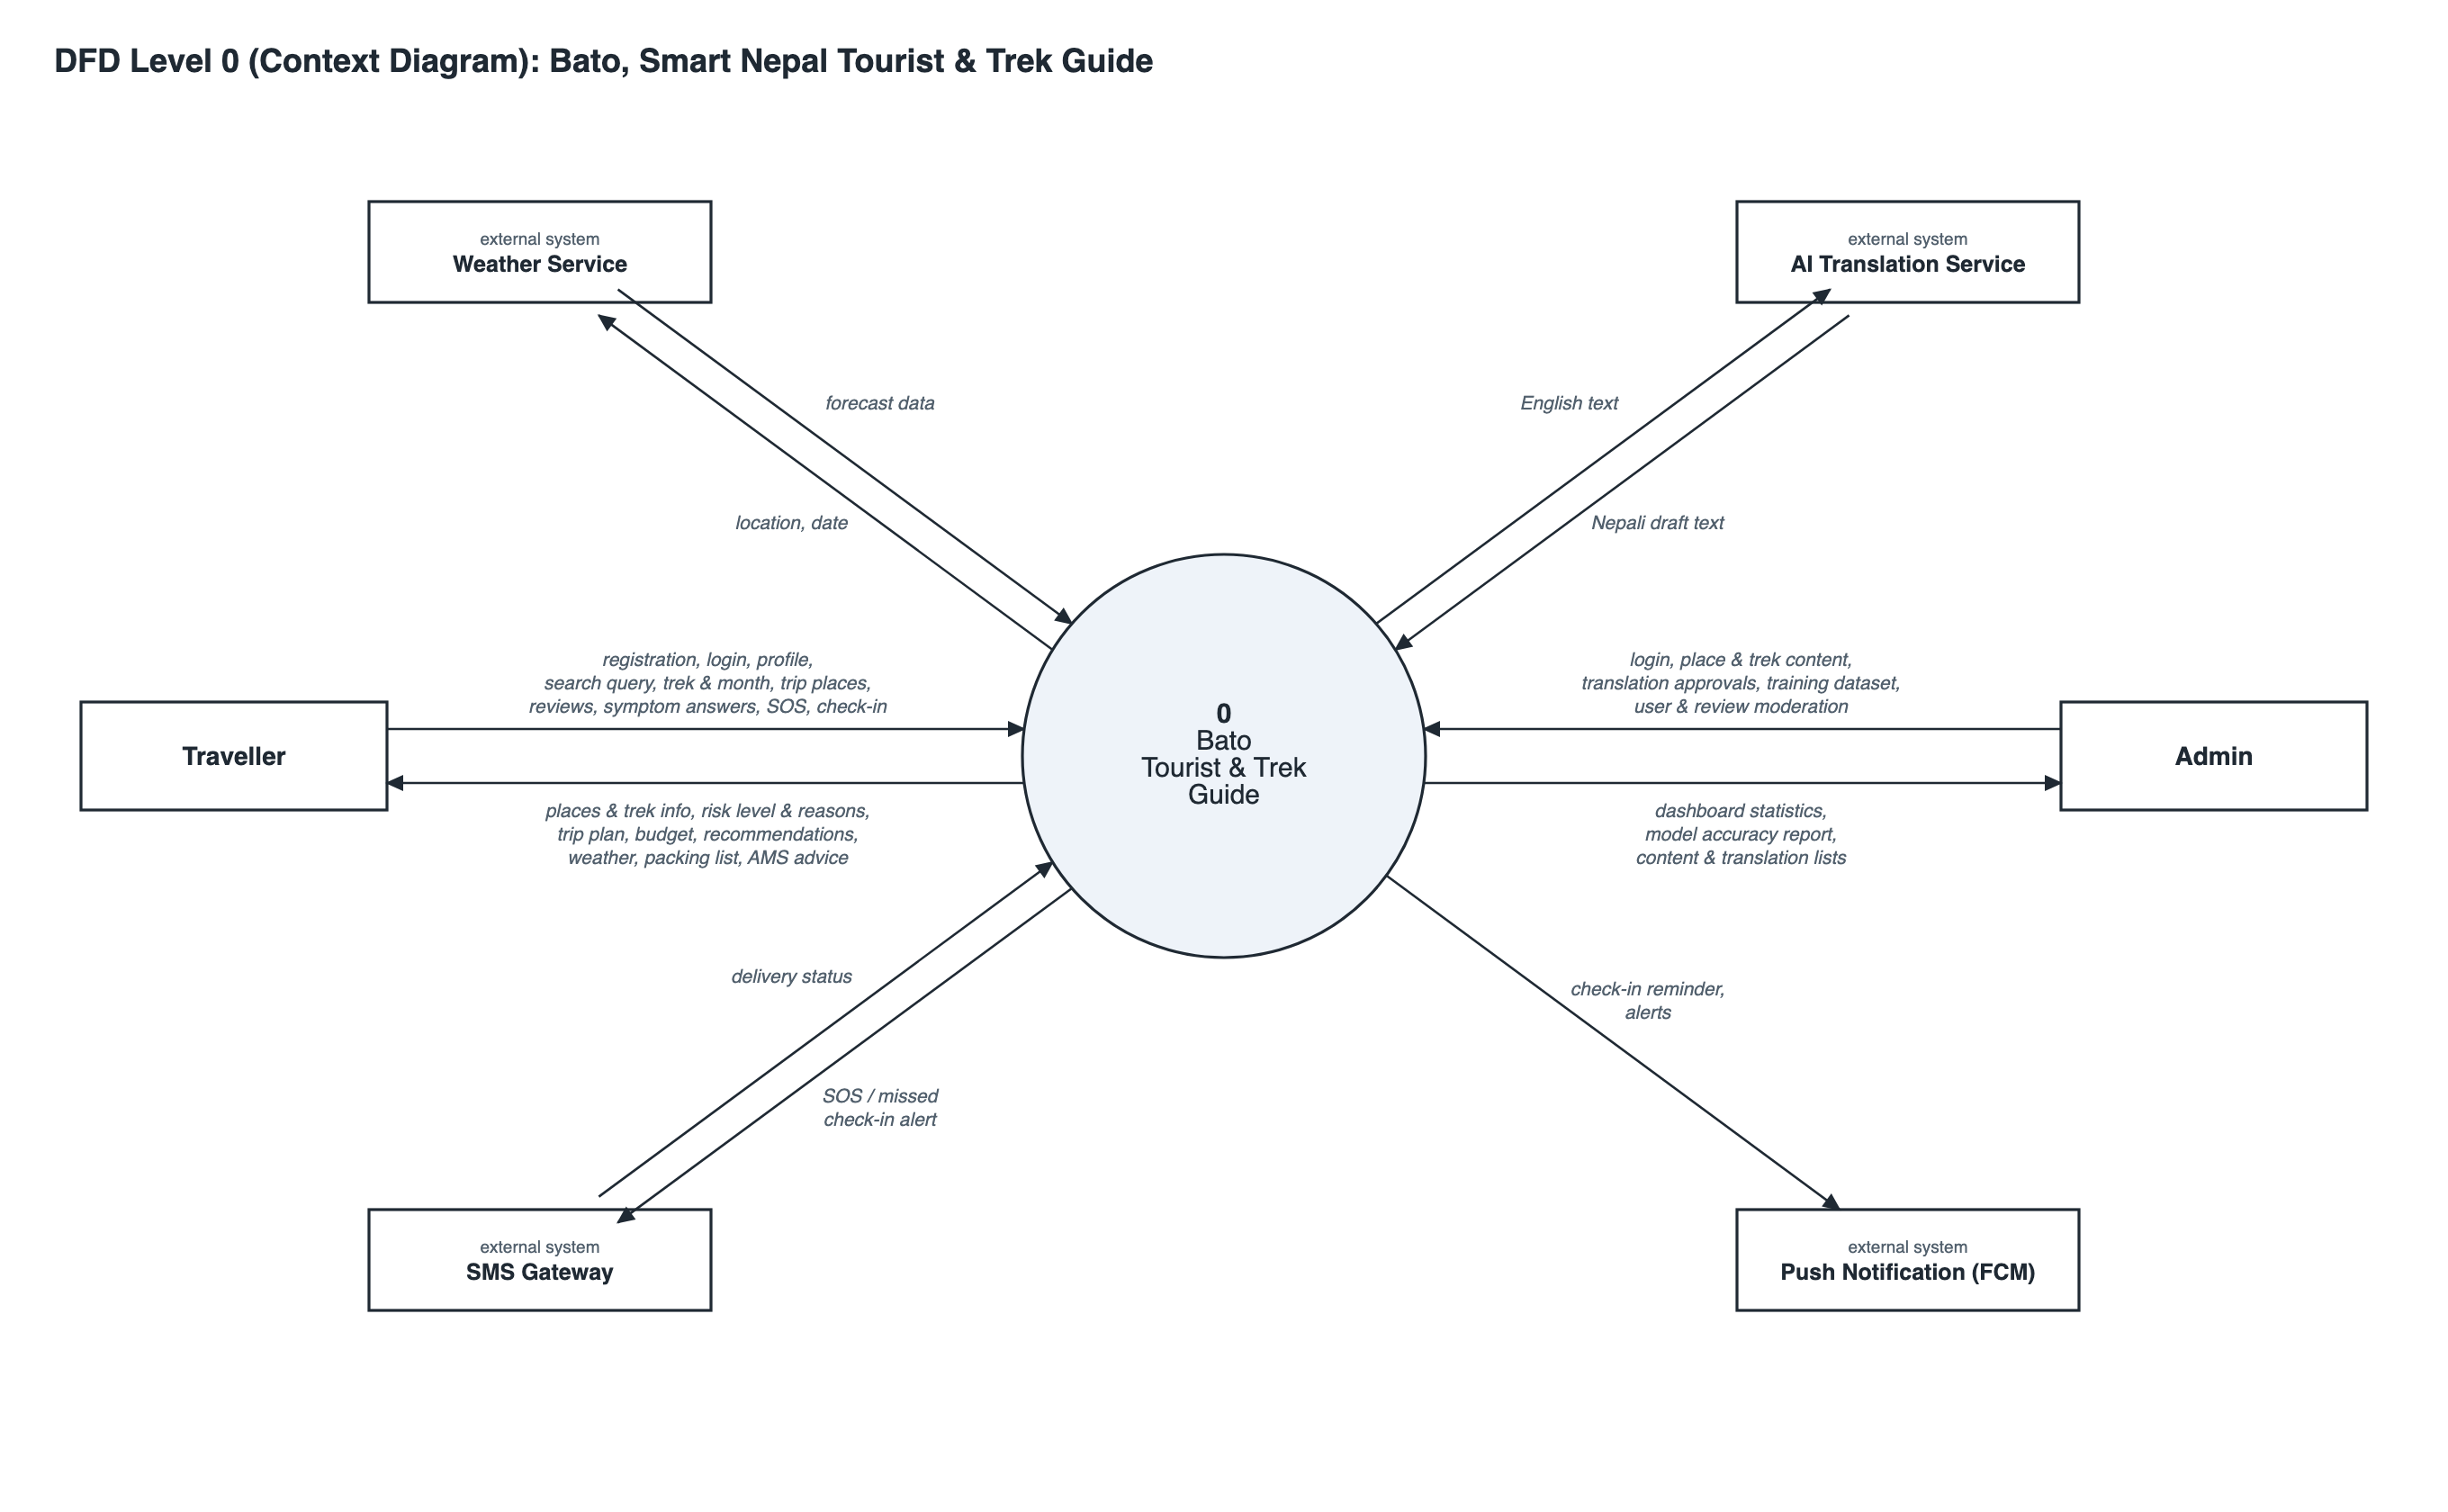 DFD Level 0 (Context Diagram): Bato, Smart Nepal Tourist & Trek Guide
external system
Weather Service
external system
AI Translation Service
forecast data
English text
location, date
Nepali draft text
registration, login, profile,
search query, trek & month, trip places,
reviews, symptom answers, SOS, check-in
login, place & trek content,
translation approvals, training dataset,
user & review moderation
Traveller
0
Bato
Tourist & Trek
Guide
Admin
places & trek info, risk level & reasons,
trip plan, budget, recommendations,
weather, packing list, AMS advice
dashboard statistics,
model accuracy report,
content & translation lists
delivery status
check-in reminder,
alerts
SOS / missed
check-in alert
external system
SMS Gateway
external system
Push Notification (FCM)